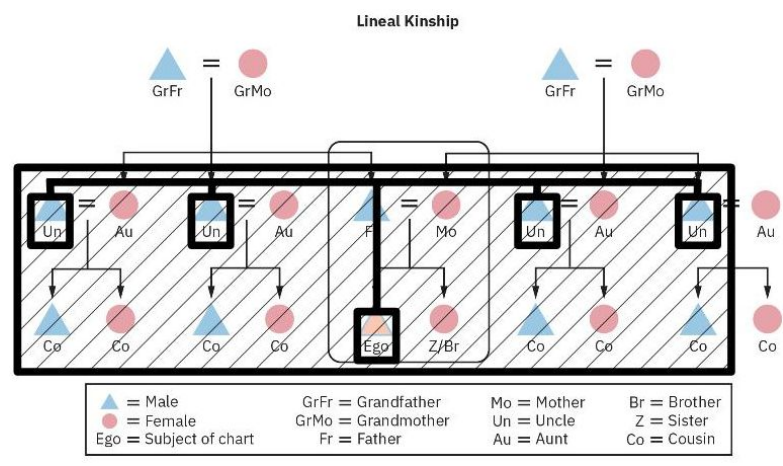 Lineal Kinship
GrFr = GrMo GrFr = GrMo
Un = Au Un = Au F = Mo Un = Au Un = Au
Co Co Co Co Ego Z/Br Co Co Co Co
= Male GrFr = Grandfather Mo = Mother Br = Brother
= Female GrMo = Grandmother Un = Uncle Z = Sister
Ego = Subject of chart Fr = Father Au = Aunt Co = Cousin